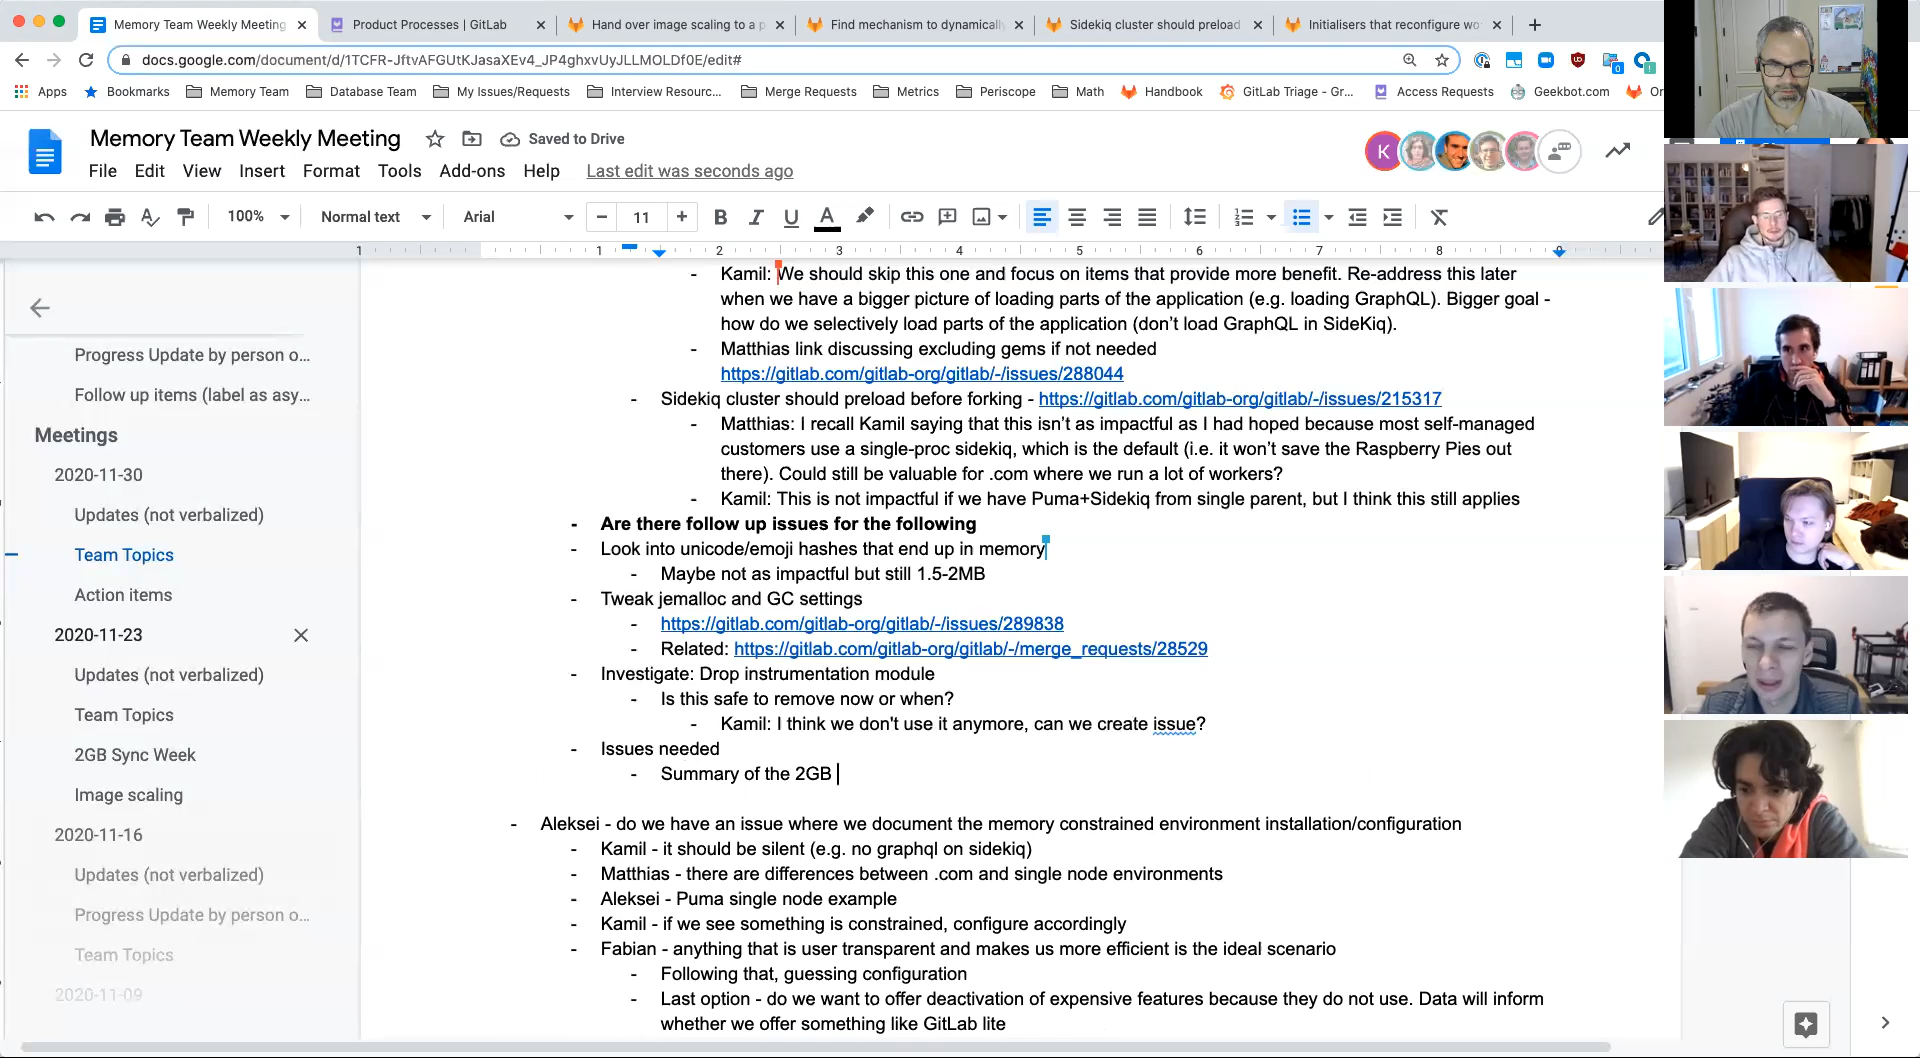 Memory Team Weekly Meeting
Product Processes | GitLab
Hand over image scaling to a p
Find mechanism to dynamically
Sidekiq cluster should preload
Initialisers that reconfigure wo
docs.google.com/document/d/1TCFR-JftvAFGUtKJasaXEv4_JP4ghxvUyJLLMOLDf0E/edit#
Apps
Bookmarks
Memory Team
Database Team
My Issues/Requests
Interview Resourc...
Merge Requests
Metrics
Periscope
Math
Handbook
GitLab Triage - Gr...
Access Requests
Geekbot.com
Memory Team Weekly Meeting
Saved to Drive
K
File Edit View Insert Format Tools Add-ons Help Last edit was seconds ago
100% Normal text Arial 11
1 1 2 3 4 5 6 7 8 9
Progress Update by person o...
Follow up items (label as asy...
Meetings
2020-11-30
Updates (not verbalized)
Team Topics
Action items
2020-11-23
Updates (not verbalized)
Team Topics
2GB Sync Week
Image scaling
2020-11-16
Updates (not verbalized)
Progress Update by person o...
Team Topics
2020-11-09
- Kamil: We should skip this one and focus on items that provide more benefit. Re-address this later
when we have a bigger picture of loading parts of the application (e.g. loading GraphQL). Bigger goal -
how do we selectively load parts of the application (don’t load GraphQL in SideKiq).
- Matthias link discussing excluding gems if not needed
https://gitlab.com/gitlab-org/gitlab/-/issues/288044
- Sidekiq cluster should preload before forking - https://gitlab.com/gitlab-org/gitlab/-/issues/215317
- Matthias: I recall Kamil saying that this isn’t as impactful as I had hoped because most self-managed
customers use a single-proc sidekiq, which is the default (i.e. it won’t save the Raspberry Pies out
there). Could still be valuable for .com where we run a lot of workers?
- Kamil: This is not impactful if we have Puma+Sidekiq from single parent, but I think this still applies
- Are there follow up issues for the following
- Look into unicode/emoji hashes that end up in memory
- Maybe not as impactful but still 1.5-2MB
- Tweak jemalloc and GC settings
- https://gitlab.com/gitlab-org/gitlab/-/issues/289838
- Related: https://gitlab.com/gitlab-org/gitlab/-/merge_requests/28529
- Investigate: Drop instrumentation module
- Is this safe to remove now or when?
- Kamil: I think we don't use it anymore, can we create issue?
- Issues needed
- Summary of the 2GB
- Aleksei - do we have an issue where we document the memory constrained environment installation/configuration
- Kamil - it should be silent (e.g. no graphql on sidekiq)
- Matthias - there are differences between .com and single node environments
- Aleksei - Puma single node example
- Kamil - if we see something is constrained, configure accordingly
- Fabian - anything that is user transparent and makes us more efficient is the ideal scenario
- Following that, guessing configuration
- Last option - do we want to offer deactivation of expensive features because they do not use. Data will inform
whether we offer something like GitLab lite